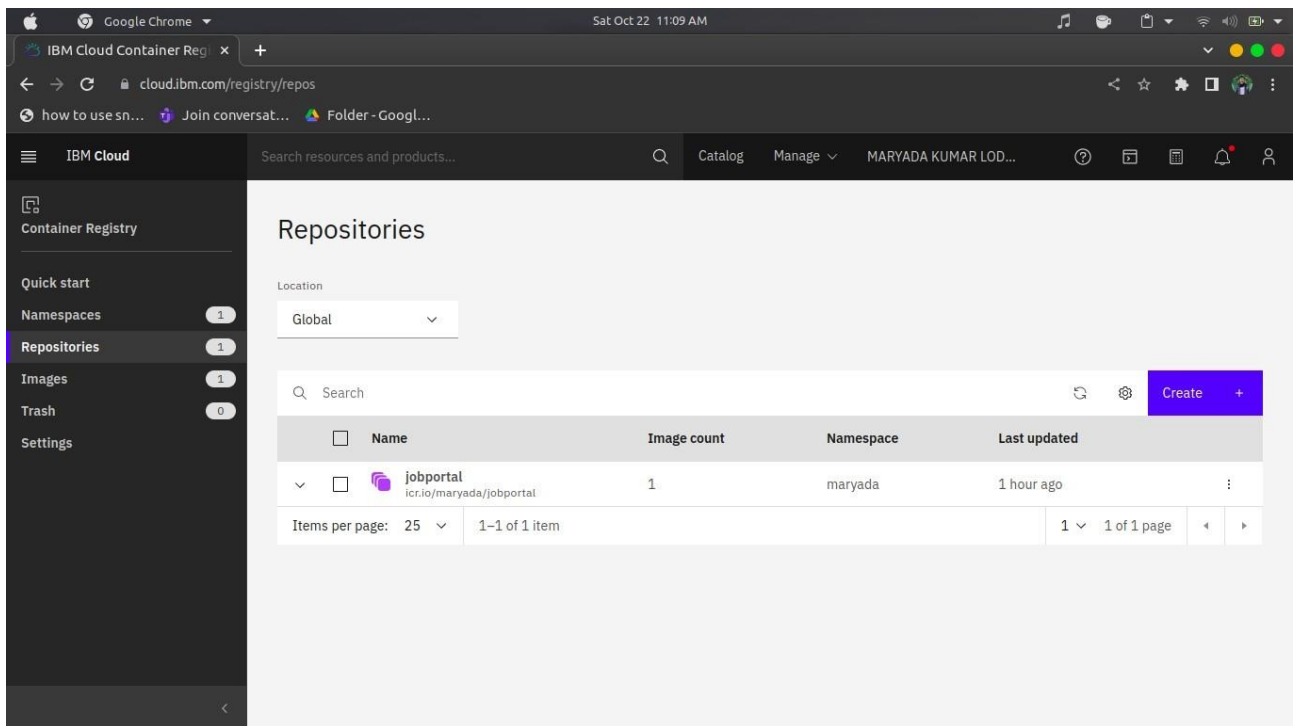 Google Chrome
Sat Oct 22 11:09 AM
IBM Cloud Container Reg
cloud.ibm.com/registry/repos
how to use sn...
Join conversat...
Folder - Googl...
IBM Cloud
Search resources and products...
Catalog
Manage
MARYADA KUMAR LOD...
Container Registry
Quick start
Namespaces 1
Repositories 1
Images 1
Trash 0
Settings
Repositories
Location
Global
Search
Create +
Name Image count Namespace Last updated
jobportal
icr.io/maryada/jobportal
1 maryada 1 hour ago
Items per page: 25 1–1 of 1 item 1 1 of 1 page